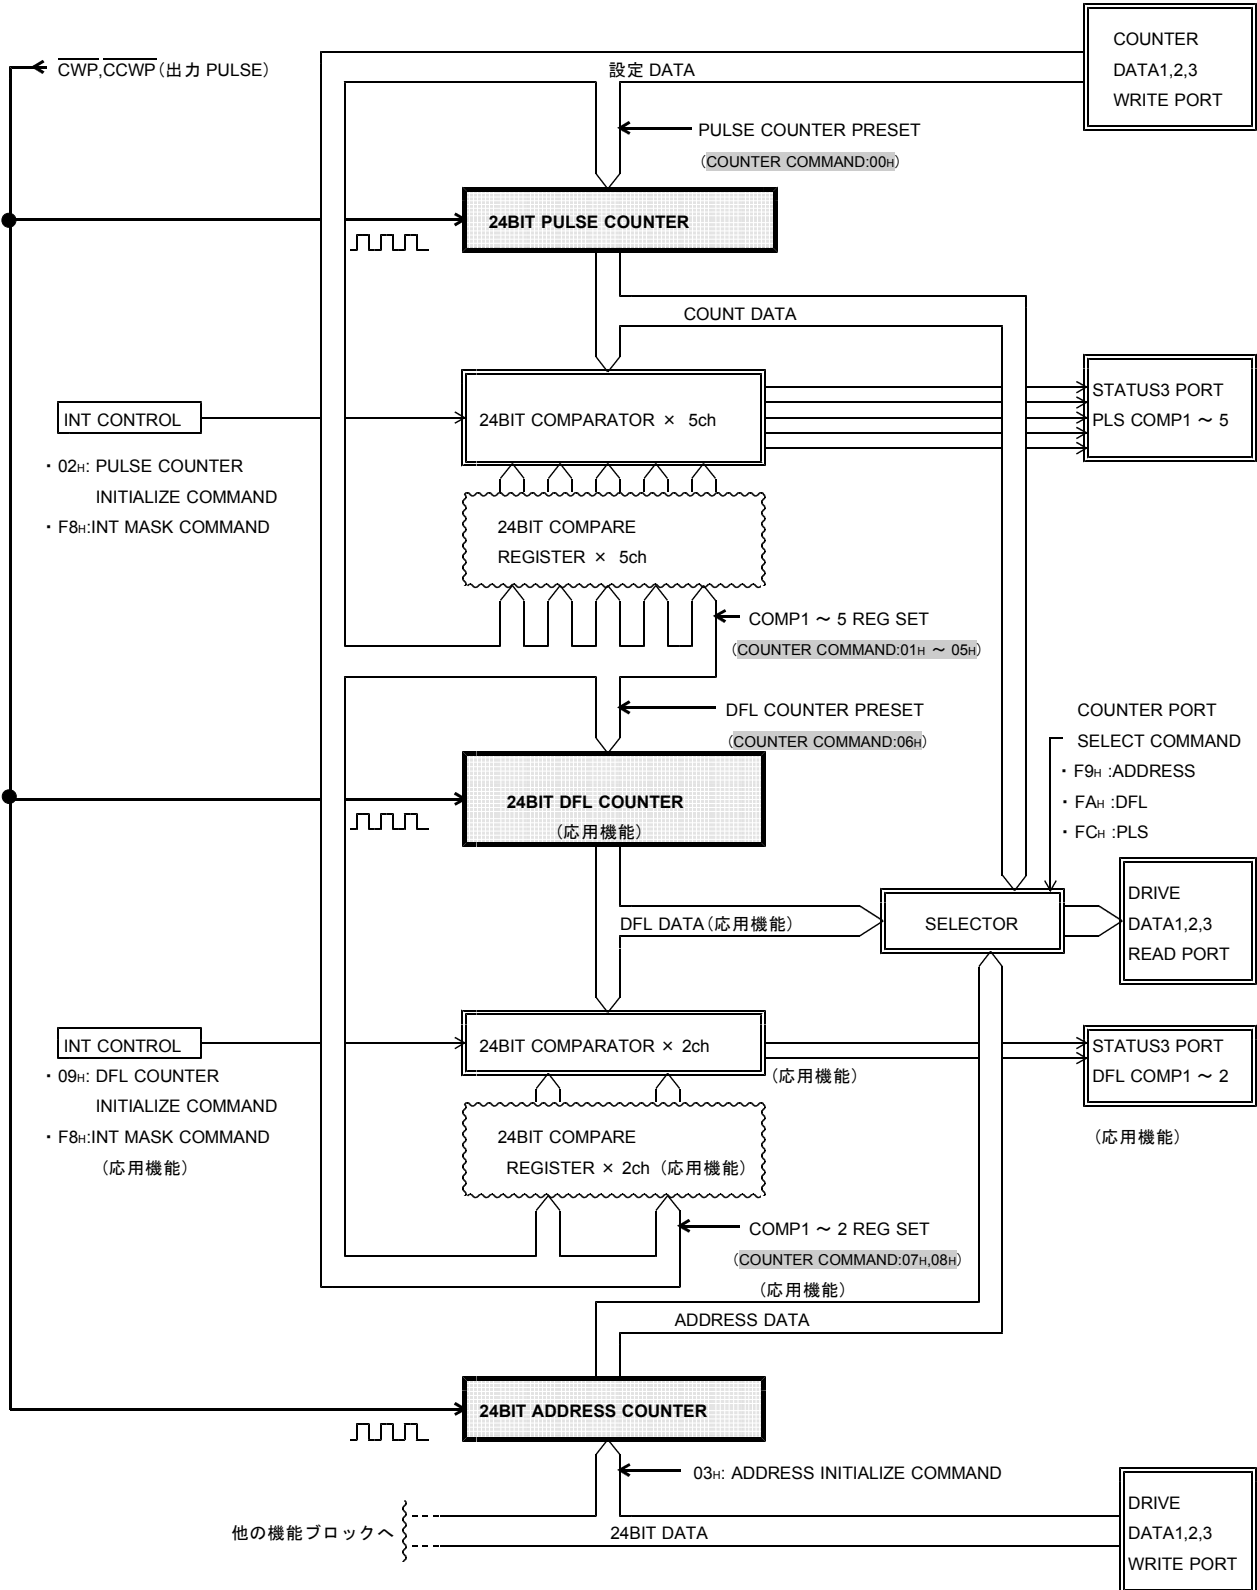 COUNTER
DATA1,2,3
WRITE PORT
CWP,CCWP(出力 PULSE)
設定 DATA
PULSE COUNTER PRESET
(COUNTER COMMAND:00H)
24BIT PULSE COUNTER
COUNT DATA
STATUS3 PORT
PLS COMP1 ~ 5
INT CONTROL
24BIT COMPARATOR × 5ch
・02H: PULSE COUNTER
INITIALIZE COMMAND
・F8H:INT MASK COMMAND
24BIT COMPARE
REGISTER × 5ch
COMP1 ~ 5 REG SET
(COUNTER COMMAND:01H ~ 05H)
DFL COUNTER PRESET
(COUNTER COMMAND:06H)
COUNTER PORT
SELECT COMMAND
・F9H :ADDRESS
・FAH :DFL
・FCH :PLS
24BIT DFL COUNTER
(応用機能)
DFL DATA(応用機能)
SELECTOR
DRIVE
DATA1,2,3
READ PORT
INT CONTROL
・09H: DFL COUNTER
INITIALIZE COMMAND
・F8H:INT MASK COMMAND
(応用機能)
24BIT COMPARATOR × 2ch
(応用機能)
STATUS3 PORT
DFL COMP1 ~ 2
(応用機能)
24BIT COMPARE
REGISTER × 2ch (応用機能)
COMP1 ~ 2 REG SET
(COUNTER COMMAND:07H,08H)
(応用機能)
ADDRESS DATA
24BIT ADDRESS COUNTER
03H: ADDRESS INITIALIZE COMMAND
他の機能ブロックへ
24BIT DATA
DRIVE
DATA1,2,3
WRITE PORT